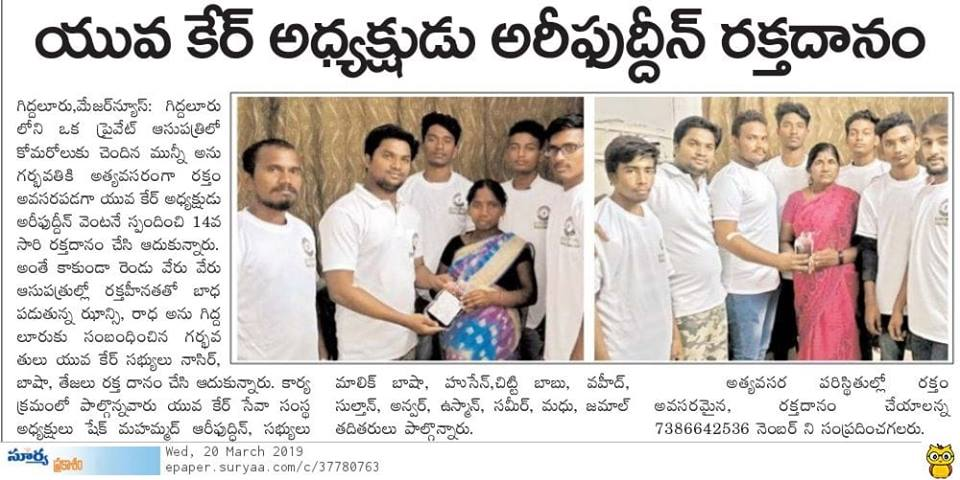 యువ కేర్ అధ్యక్షుడు అరీఫుద్దీన్ రక్తదానం
గిద్దలూరు,మేజర్‌న్యూస్: గిద్దలూరు
లోని ఒక ప్రైవేట్ ఆసుపత్రిలో
కోమరోలుకు చెందిన మున్నీ అను
గర్భవతికి అత్యవసరంగా రక్తం
అవసరపడగా యువ కేర్ అధ్యక్షుడు
అరీఫుద్దీన్ వెంటనే స్పందించి 14వ
సారి రక్తదానం చేసి ఆదుకున్నారు.
అంతే కాకుండా రెండు వేరు వేరు
ఆసుపత్రుల్లో రక్తహీనతతో బాధ
పడుతున్న ఝాన్సి, రాధ అను గిద్ద
లూరుకు సంబంధించిన గర్భవ
తులు యువ కేర్ సభ్యులు నాసిర్,
బాషా, తేజలు రక్త దానం చేసి ఆదుకున్నారు. కార్య
క్రమంలో పాల్గొన్నవారు యువ కేర్ సేవా సంస్థ
అధ్యక్షులు షేక్ మహమ్మద్ ఆరీఫుద్దిన్, సభ్యులు
మాలిక్ బాషా, హుసేన్,చిట్టి బాబు, వహీద్,
సుల్తాన్, అన్వర్, ఉస్మాన్, సమీర్, మధు, జమాల్
తదితరులు పాల్గొన్నారు.
అత్యవసర పరిస్థితుల్లో రక్తం
అవసరమైన, రక్తదానం చేయాలన్న
7386642536 నెంబర్ ని సంప్రదించగలరు.
సూర్య ప్రకాశం
Wed, 20 March 2019
epaper.suryaa.com/c/37780763